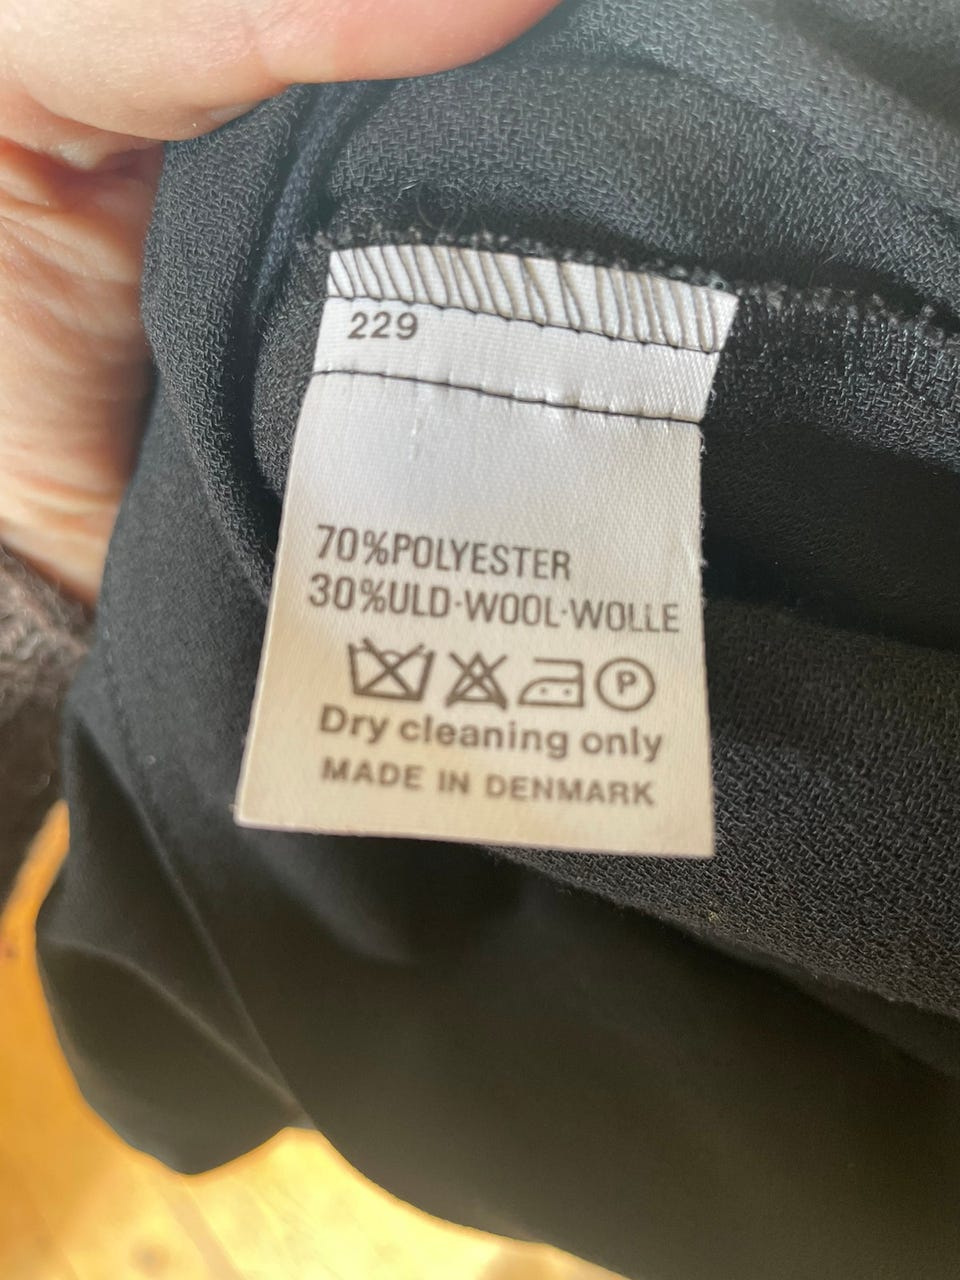 229
70%POLYESTER
30%ULD·WOOL·WOLLE
P
Dry cleaning only
MADE IN DENMARK